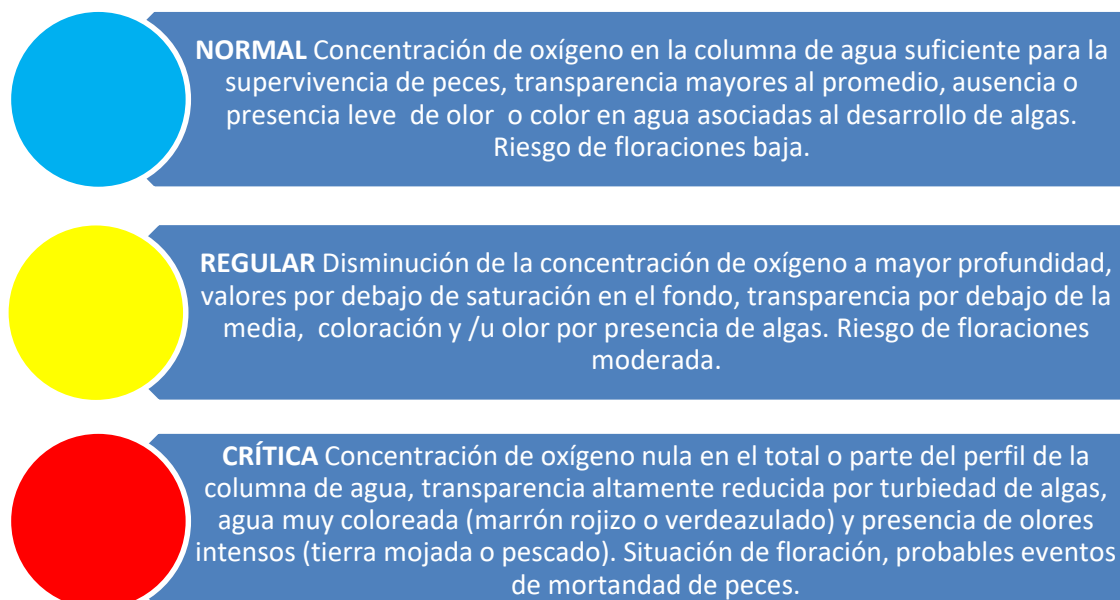 NORMAL Concentración de oxígeno en la columna de agua suficiente para la
supervivencia de peces, transparencia mayores al promedio, ausencia o
presencia leve de olor o color en agua asociadas al desarrollo de algas.
Riesgo de floraciones baja.
REGULAR Disminución de la concentración de oxígeno a mayor profundidad,
valores por debajo de saturación en el fondo, transparencia por debajo de la
media, coloración y /u olor por presencia de algas. Riesgo de floraciones
moderada.
CRÍTICA Concentración de oxígeno nula en el total o parte del perfil de la
columna de agua, transparencia altamente reducida por turbiedad de algas,
agua muy coloreada (marrón rojizo o verdeazulado) y presencia de olores
intensos (tierra mojada o pescado). Situación de floración, probables eventos
de mortandad de peces.